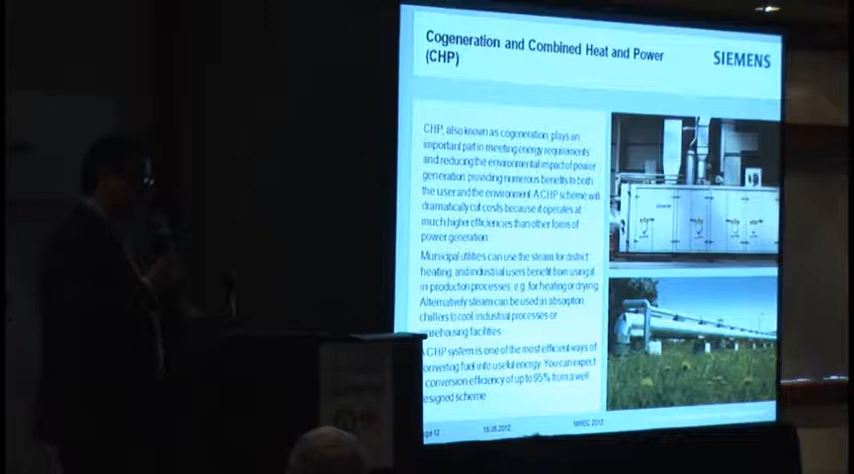 Cogeneration and Combined Heat and Power
(CHP)
SIEMENS
CHP, also known as cogeneration, plays an
important part in meeting energy requirements
and reducing the environmental impact of power
generation providing numerous benefits to both
the user and the environment. A CHP scheme will
dramatically cut costs because it operates at
much higher efficiencies than other forms of
power generation.
Municipal utilities can use the steam for district
heating, and industrial users benefit from using it
in production processes, e.g. for heating or drying.
Alternatively steam can be used in absorption
chillers to cool industrial processes or
warehousing facilities
A CHP system is one of the most efficient ways of
onverting fuel into useful energy. You can expect
conversion efficiency of up to 95% from a well
esigned scheme
ge 12
2012